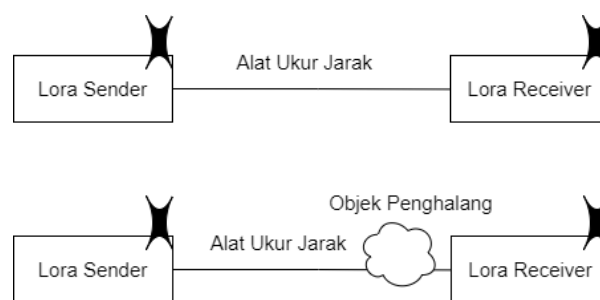 Alat Ukur Jarak
Lora Sender
Lora Receiver
Objek Penghalang
Alat Ukur Jarak
Lora Sender
Lora Receiver